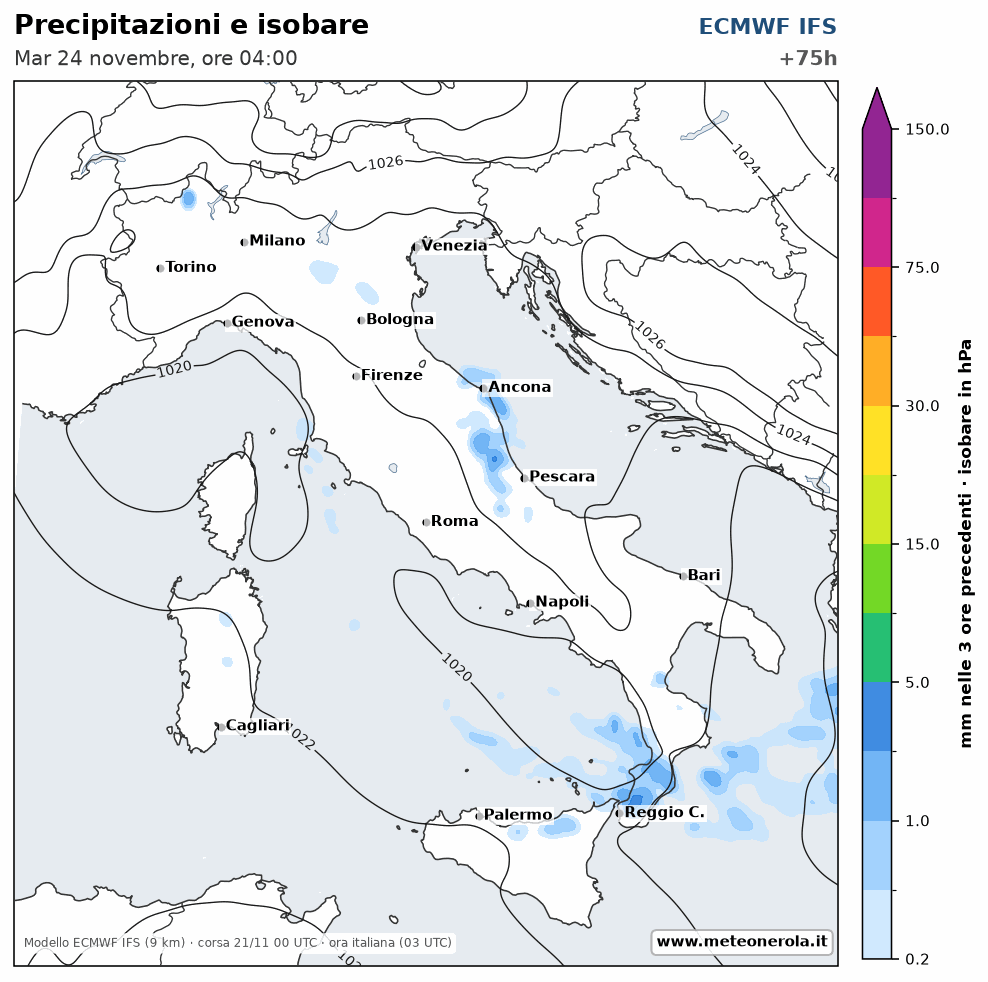 Precipitazioni e isobare
ECMWF IFS
Mar 24 novembre, ore 04:00
+75h
1026
1024
Milano
Venezia
Torino
Genova
Bologna
1026
1020
Firenze
Ancona
1024
Pescara
Roma
Bari
Napoli
1020
Cagliari
022
Palermo
Reggio C.
Modello ECMWF IFS (9 km) · corsa 21/11 00 UTC · ora italiana (03 UTC)
www.meteonerola.it
150.0
75.0
30.0
15.0
5.0
1.0
0.2
mm nelle 3 ore precedenti · isobare in hPa